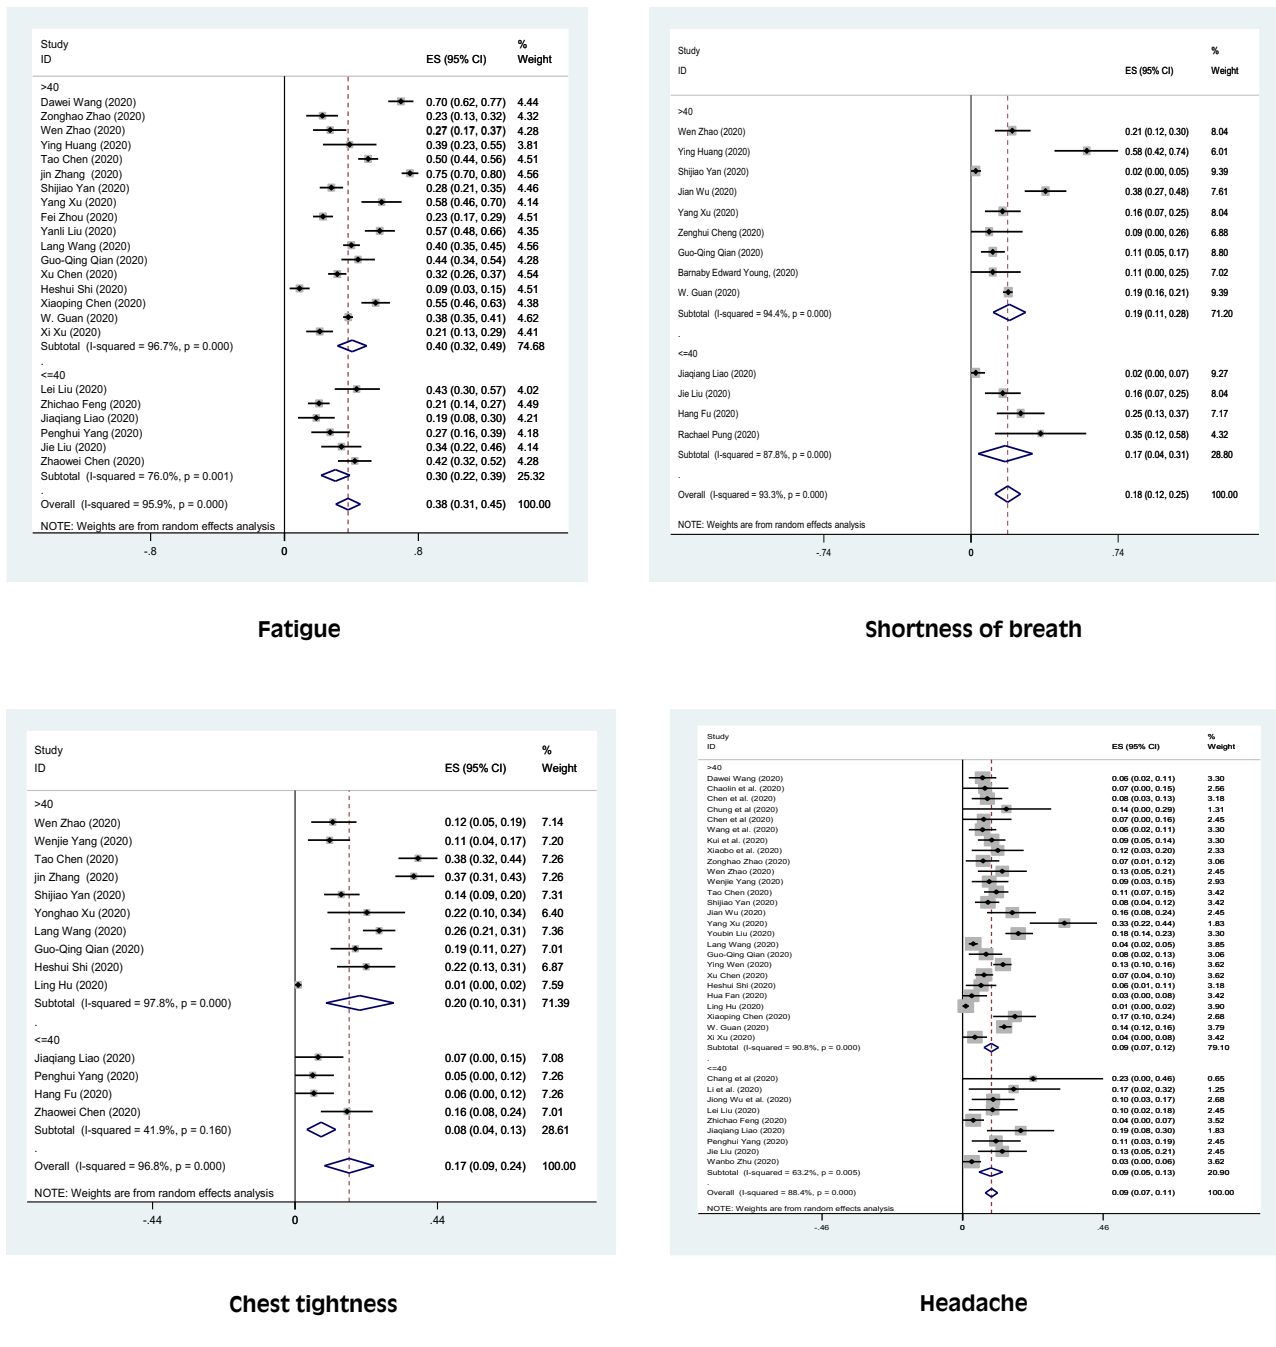 Study %
ID ES (95% CI) Weight
>40
Dawei Wang (2020) 0.70 (0.62, 0.77) 4.44
Zonghao Zhao (2020) 0.23 (0.13, 0.32) 4.32
Wen Zhao (2020) 0.27 (0.17, 0.37) 4.28
Ying Huang (2020) 0.39 (0.23, 0.55) 3.81
Tao Chen (2020) 0.50 (0.44, 0.56) 4.51
jin Zhang (2020) 0.75 (0.70, 0.80) 4.56
Shijiao Yan (2020) 0.28 (0.21, 0.35) 4.46
Yang Xu (2020) 0.58 (0.46, 0.70) 4.14
Fei Zhou (2020) 0.23 (0.17, 0.29) 4.51
Yanli Liu (2020) 0.57 (0.48, 0.66) 4.35
Lang Wang (2020) 0.40 (0.35, 0.45) 4.56
Guo-Qing Qian (2020) 0.44 (0.34, 0.54) 4.28
Xu Chen (2020) 0.32 (0.26, 0.37) 4.54
Heshui Shi (2020) 0.09 (0.03, 0.15) 4.51
Xiaoping Chen (2020) 0.55 (0.46, 0.63) 4.38
W. Guan (2020) 0.38 (0.35, 0.41) 4.62
Xi Xu (2020) 0.21 (0.13, 0.29) 4.41
Subtotal (I-squared = 96.7%, p = 0.000) 0.40 (0.32, 0.49) 74.68
.
<=40
Lei Liu (2020) 0.43 (0.30, 0.57) 4.02
Zhichao Feng (2020) 0.21 (0.14, 0.27) 4.49
Jiaqiang Liao (2020) 0.19 (0.08, 0.30) 4.21
Penghui Yang (2020) 0.27 (0.16, 0.39) 4.18
Jie Liu (2020) 0.34 (0.22, 0.46) 4.14
Zhaowei Chen (2020) 0.42 (0.32, 0.52) 4.28
Subtotal (I-squared = 76.0%, p = 0.001) 0.30 (0.22, 0.39) 25.32
.
Overall (I-squared = 95.9%, p = 0.000) 0.38 (0.31, 0.45) 100.00
NOTE: Weights are from random effects analysis
-.8 0 .8
Fatigue
Study %
ID ES (95% CI) Weight
>40
Wen Zhao (2020) 0.21 (0.12, 0.30) 8.04
Ying Huang (2020) 0.58 (0.42, 0.74) 6.01
Shijiao Yan (2020) 0.02 (0.00, 0.05) 9.39
Jian Wu (2020) 0.38 (0.27, 0.48) 7.61
Yang Xu (2020) 0.16 (0.07, 0.25) 8.04
Zenghui Cheng (2020) 0.09 (0.00, 0.26) 6.88
Guo-Qing Qian (2020) 0.11 (0.05, 0.17) 8.80
Barnaby Edward Young, (2020) 0.11 (0.00, 0.25) 7.02
W. Guan (2020) 0.19 (0.16, 0.21) 9.39
Subtotal (I-squared = 94.4%, p = 0.000) 0.19 (0.11, 0.28) 71.20
.
<=40
Jiaqiang Liao (2020) 0.02 (0.00, 0.07) 9.27
Jie Liu (2020) 0.16 (0.07, 0.25) 8.04
Hang Fu (2020) 0.25 (0.13, 0.37) 7.17
Rachael Pung (2020) 0.35 (0.12, 0.58) 4.32
Subtotal (I-squared = 87.8%, p = 0.000) 0.17 (0.04, 0.31) 28.80
.
Overall (I-squared = 93.3%, p = 0.000) 0.18 (0.12, 0.25) 100.00
NOTE: Weights are from random effects analysis
-.74 0 .74
Shortness of breath
Study %
ID ES (95% CI) Weight
>40
Wen Zhao (2020) 0.12 (0.05, 0.19) 7.14
Wenjie Yang (2020) 0.11 (0.04, 0.17) 7.20
Tao Chen (2020) 0.38 (0.32, 0.44) 7.26
jin Zhang (2020) 0.37 (0.31, 0.43) 7.26
Shijiao Yan (2020) 0.14 (0.09, 0.20) 7.31
Yonghao Xu (2020) 0.22 (0.10, 0.34) 6.40
Lang Wang (2020) 0.26 (0.21, 0.31) 7.36
Guo-Qing Qian (2020) 0.19 (0.11, 0.27) 7.01
Heshui Shi (2020) 0.22 (0.13, 0.31) 6.87
Ling Hu (2020) 0.01 (0.00, 0.02) 7.59
Subtotal (I-squared = 97.8%, p = 0.000) 0.20 (0.10, 0.31) 71.39
.
<=40
Jiaqiang Liao (2020) 0.07 (0.00, 0.15) 7.08
Penghui Yang (2020) 0.05 (0.00, 0.12) 7.26
Hang Fu (2020) 0.06 (0.00, 0.12) 7.26
Zhaowei Chen (2020) 0.16 (0.08, 0.24) 7.01
Subtotal (I-squared = 41.9%, p = 0.160) 0.08 (0.04, 0.13) 28.61
.
Overall (I-squared = 96.8%, p = 0.000) 0.17 (0.09, 0.24) 100.00
NOTE: Weights are from random effects analysis
-.44 0 .44
Chest tightness
Study %
ID ES (95% CI) Weight
>40
Dawei Wang (2020) 0.06 (0.02, 0.11) 3.30
Chaolin et al. (2020) 0.07 (0.00, 0.15) 2.56
Chen et al. (2020) 0.08 (0.03, 0.13) 3.18
Chung et al (2020) 0.14 (0.00, 0.29) 1.31
Chen et al. (2020) 0.07 (0.00, 0.16) 2.45
Wang et al. (2020) 0.06 (0.02, 0.11) 3.30
Kui et al. (2020) 0.09 (0.05, 0.14) 3.30
Xiaobo et al. (2020) 0.12 (0.03, 0.20) 2.33
Zonghao Zhao (2020) 0.07 (0.01, 0.12) 3.06
Wen Zhao (2020) 0.13 (0.05, 0.21) 2.45
Wenjie Yang (2020) 0.09 (0.03, 0.15) 2.93
Tao Chen (2020) 0.11 (0.07, 0.15) 3.42
Shijiao Yan (2020) 0.08 (0.04, 0.12) 3.42
Jian Wu (2020) 0.16 (0.08, 0.24) 2.45
Yang Xu (2020) 0.33 (0.22, 0.44) 1.83
Youbin Liu (2020) 0.18 (0.14, 0.23) 3.30
Lang Wang (2020) 0.04 (0.02, 0.05) 3.85
Guo-Qing Qian (2020) 0.08 (0.02, 0.13) 3.06
Ying Wen (2020) 0.13 (0.10, 0.16) 3.62
Xu Chen (2020) 0.07 (0.04, 0.10) 3.62
Heshui Shi (2020) 0.06 (0.01, 0.11) 3.18
Hua Fan (2020) 0.03 (0.00, 0.08) 3.42
Ling Hu (2020) 0.01 (0.00, 0.02) 3.90
Xiaoping Chen (2020) 0.17 (0.10, 0.24) 2.68
W. Guan (2020) 0.14 (0.12, 0.16) 3.79
Xi Xu (2020) 0.04 (0.00, 0.08) 3.42
Subtotal (I-squared = 90.8%, p = 0.000) 0.09 (0.07, 0.12) 79.10
.
<=40
Chang et al (2020) 0.23 (0.00, 0.46) 0.65
Li et al. (2020) 0.17 (0.02, 0.32) 1.25
Jiong Wu et al. (2020) 0.10 (0.03, 0.17) 2.68
Lei Liu (2020) 0.10 (0.02, 0.18) 2.45
Zhichao Feng (2020) 0.04 (0.00, 0.07) 3.52
Jiaqiang Liao (2020) 0.19 (0.08, 0.30) 1.83
Penghui Yang (2020) 0.11 (0.03, 0.19) 2.45
Jie Liu (2020) 0.13 (0.05, 0.21) 2.45
Wanbo Zhu (2020) 0.03 (0.00, 0.06) 3.62
Subtotal (I-squared = 63.2%, p = 0.005) 0.09 (0.05, 0.13) 20.90
.
Overall (I-squared = 88.4%, p = 0.000) 0.09 (0.07, 0.11) 100.00
NOTE: Weights are from random effects analysis
-.46 0 .46
Headache